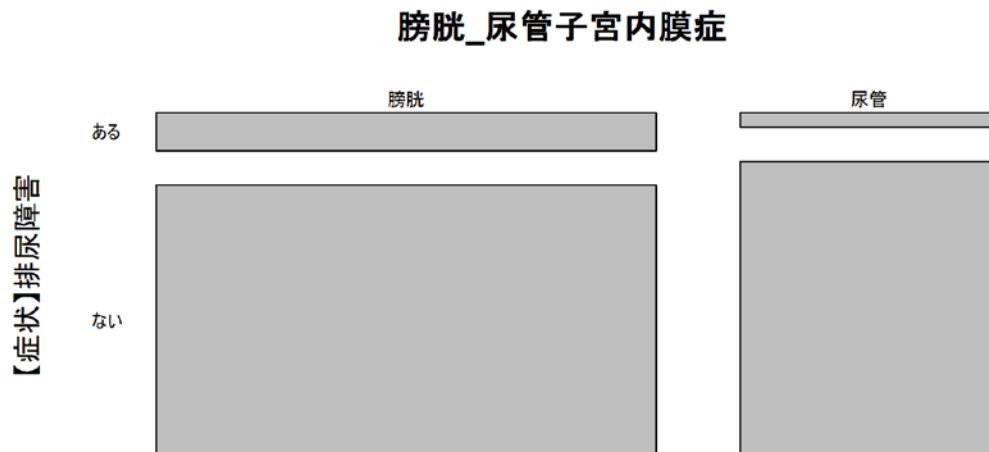 膀胱_尿管子宮内膜症
膀胱
尿管
ある
ない
【症状】排尿障害